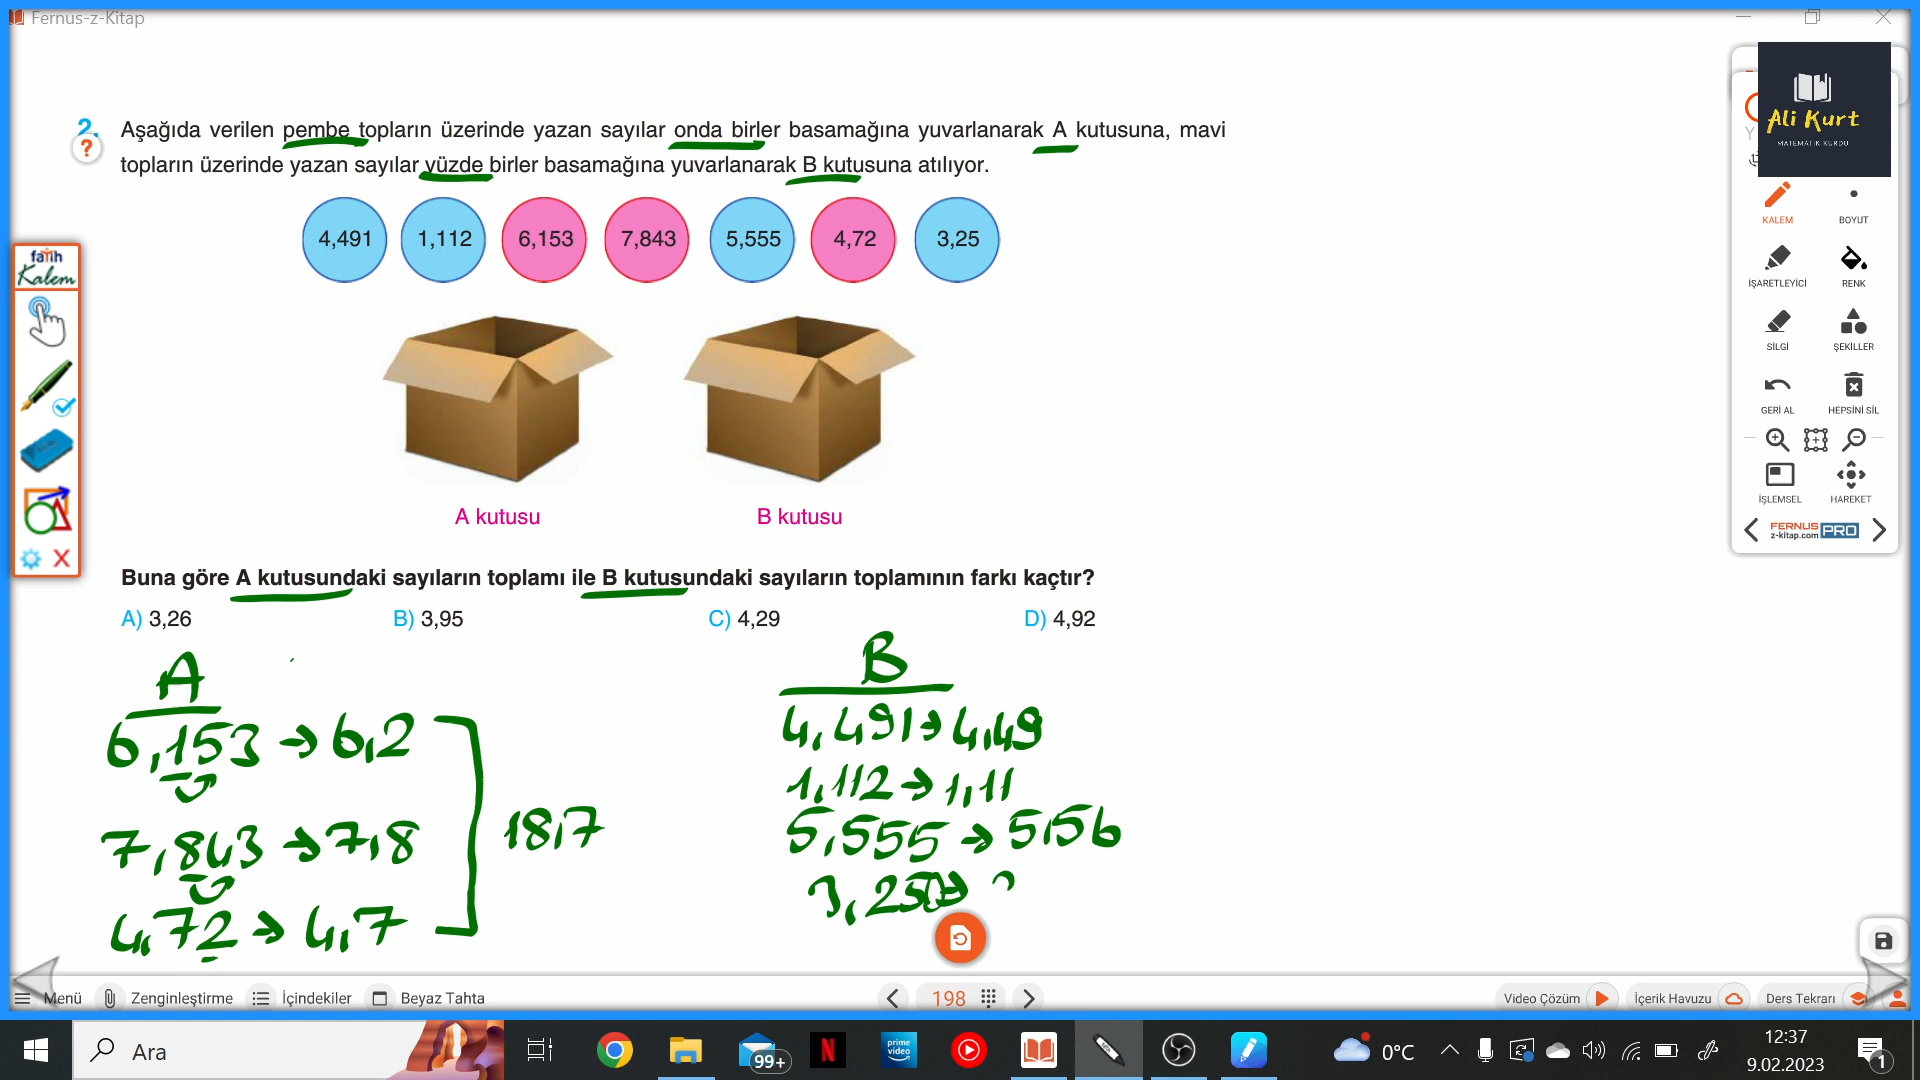 Fernus-z-Kitap
2.
?
Aşağıda verilen pembe topların üzerinde yazan sayılar onda birler basamağına yuvarlanarak A kutusuna, mavi
topların üzerinde yazan sayılar yüzde birler basamağına yuvarlanarak B kutusuna atılıyor.
4,491 1,112 6,153 7,843 5,555 4,72 3,25
A kutusu B kutusu
Buna göre A kutusundaki sayıların toplamı ile B kutusundaki sayıların toplamının farkı kaçtır?
A) 3,26 B) 3,95 C) 4,29 D) 4,92
A
6,153 → 6,2
7,843 → 7,8
4,72 → 4,7
18,7
B
4,491 → 4,49
1,112 → 1,11
5,555 → 5,56
3,250 →
fatih
Kalem
Ali Kurt
MATEMATİK KURDU
KALEM BOYUT
İŞARETLEYİCİ RENK
SİLGİ ŞEKİLLER
GERİ AL HEPSİNİ SİL
İŞLEMSEL HAREKET
FERNUS PRO
z-kitap.com
Menü Zenginleştirme İçindekiler Beyaz Tahta 198 Video Çözüm İçerik Havuzu Ders Tekrarı
Ara
99+
N
prime
video
0°C
12:37
9.02.2023
1